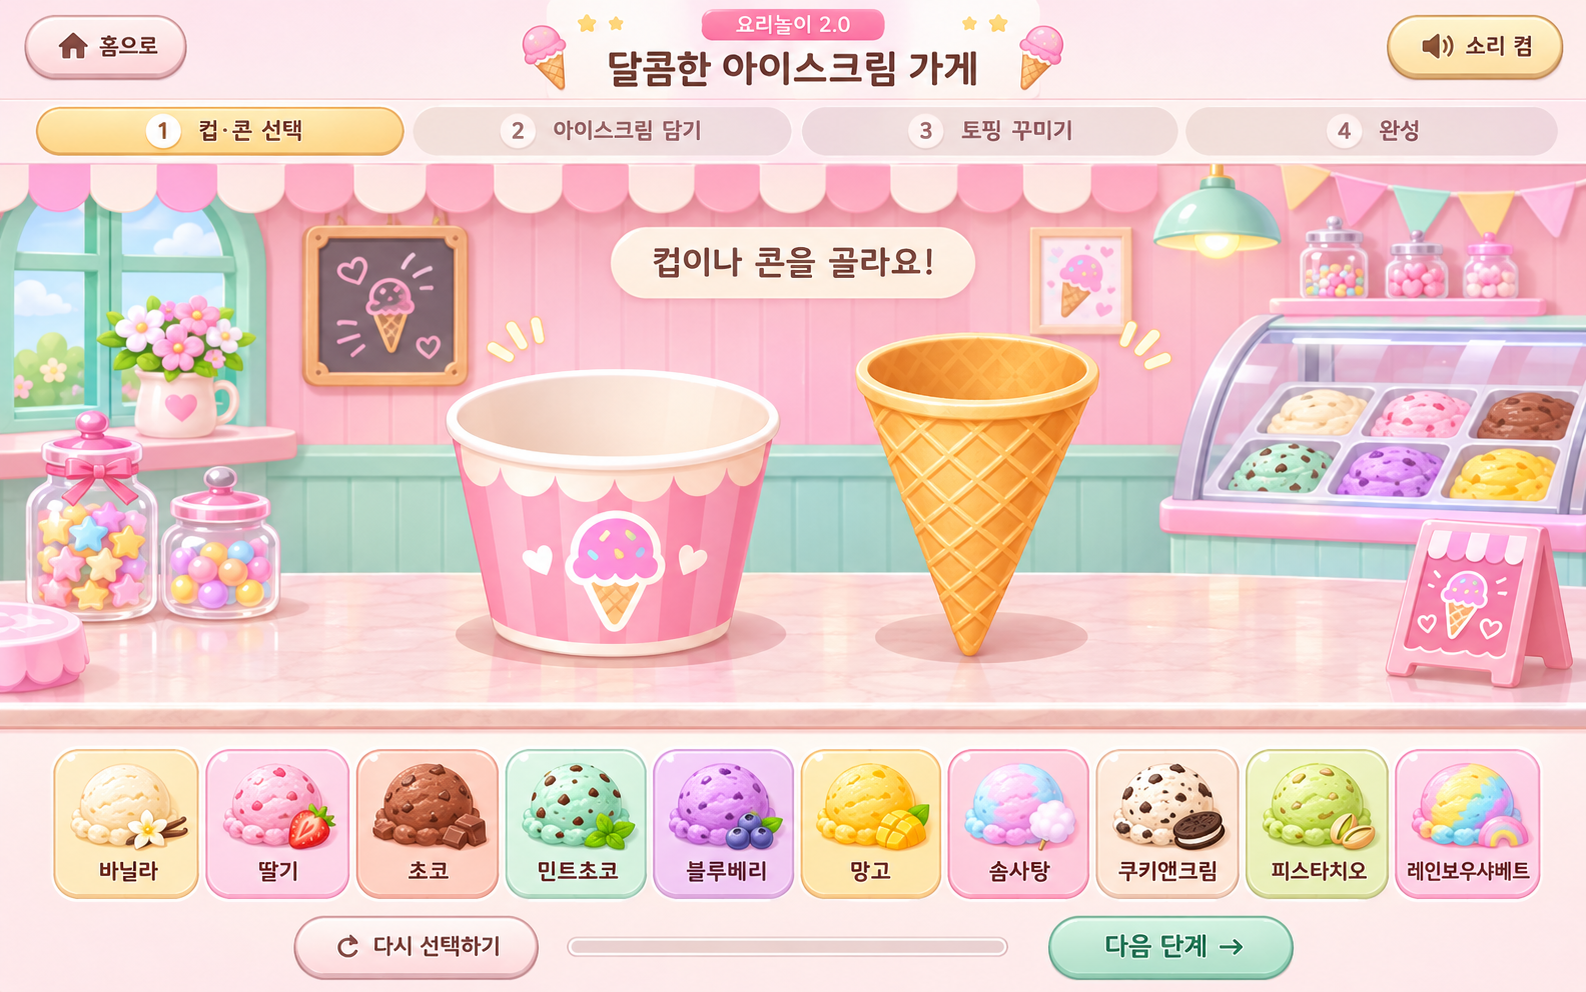 홈으로
요리놀이 2.0
달콤한 아이스크림 가게
소리 켬
1 컵·콘 선택
2 아이스크림 담기
3 토핑 꾸미기
4 완성
컵이나 콘을 골라요!
바닐라
딸기
초코
민트초코
블루베리
망고
솜사탕
쿠키앤크림
피스타치오
레인보우샤베트
다시 선택하기
다음 단계 →